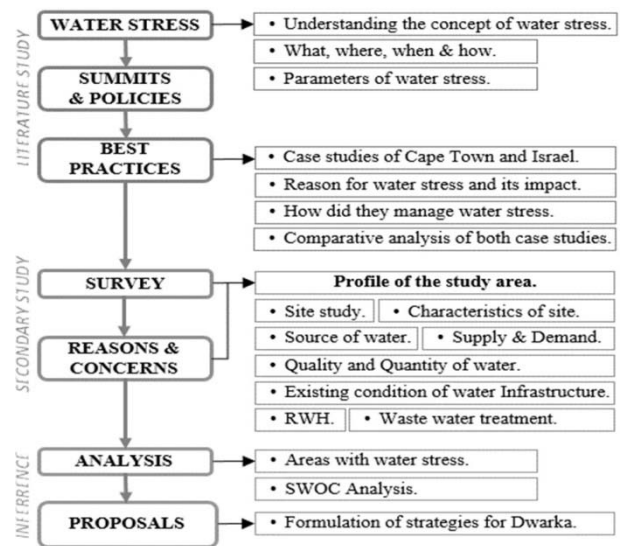 LITERATURE STUDY
WATER STRESS
• Understanding the concept of water stress.
• What, where, when & how.
• Parameters of water stress.
SUMMITS
& POLICIES
BEST
PRACTICES
• Case studies of Cape Town and Israel.
• Reason for water stress and its impact.
• How did they manage water stress.
• Comparative analysis of both case studies.
SECONDARY STUDY
SURVEY
Profile of the study area.
• Site study. • Characteristics of site.
• Source of water. • Supply & Demand.
REASONS &
CONCERNS
• Quality and Quantity of water.
• Existing condition of water Infrastructure.
• RWH. • Waste water treatment.
INFERRENCE
ANALYSIS
• Areas with water stress.
• SWOC Analysis.
PROPOSALS
• Formulation of strategies for Dwarka.